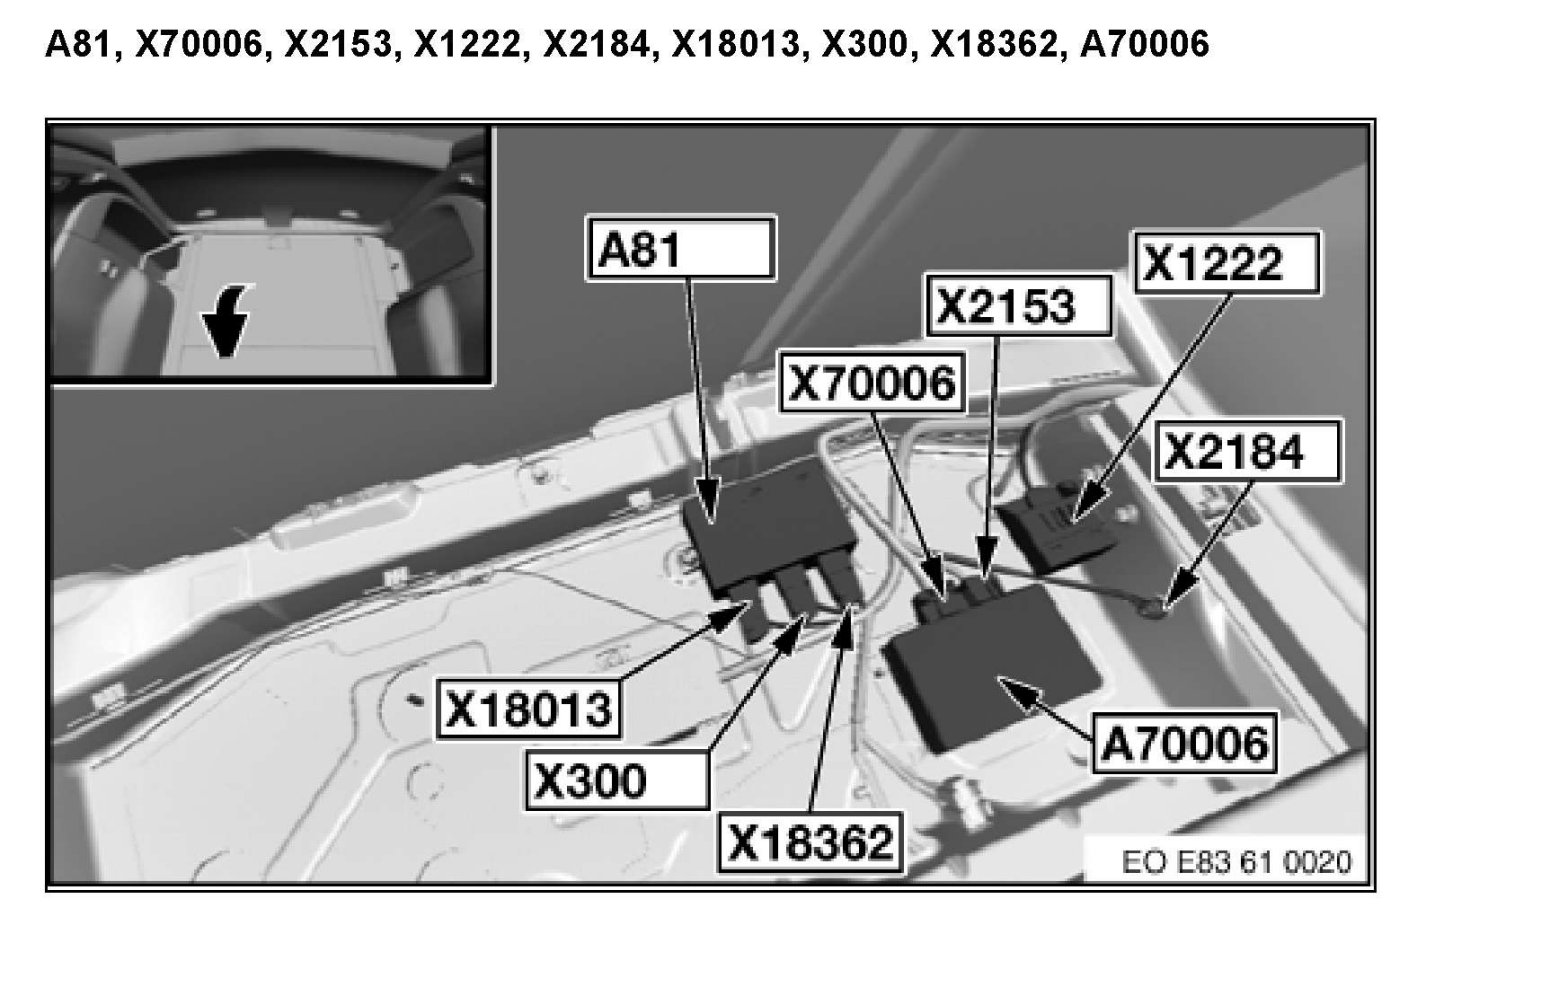 A81, X70006, X2153, X1222, X2184, X18013, X300, X18362, A70006
A81
X1222
X2153
X70006
X2184
X18013
A70006
X300
X18362
EO E83 61 0020